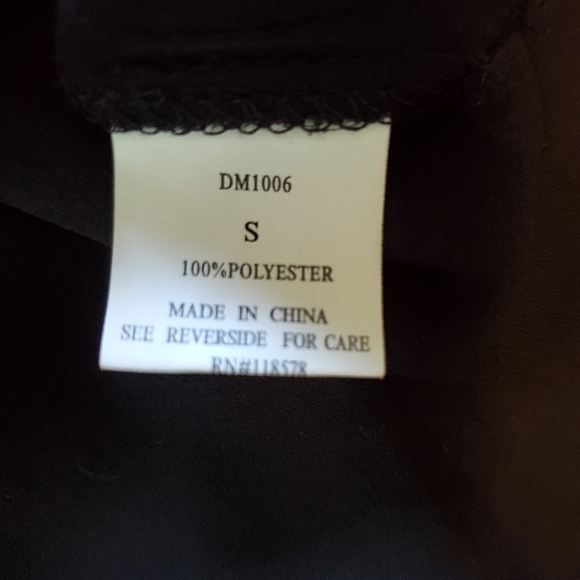 DM1006
S
100%POLYESTER
MADE IN CHINA
SEE REVERSIDE FOR CARE
RN#118578